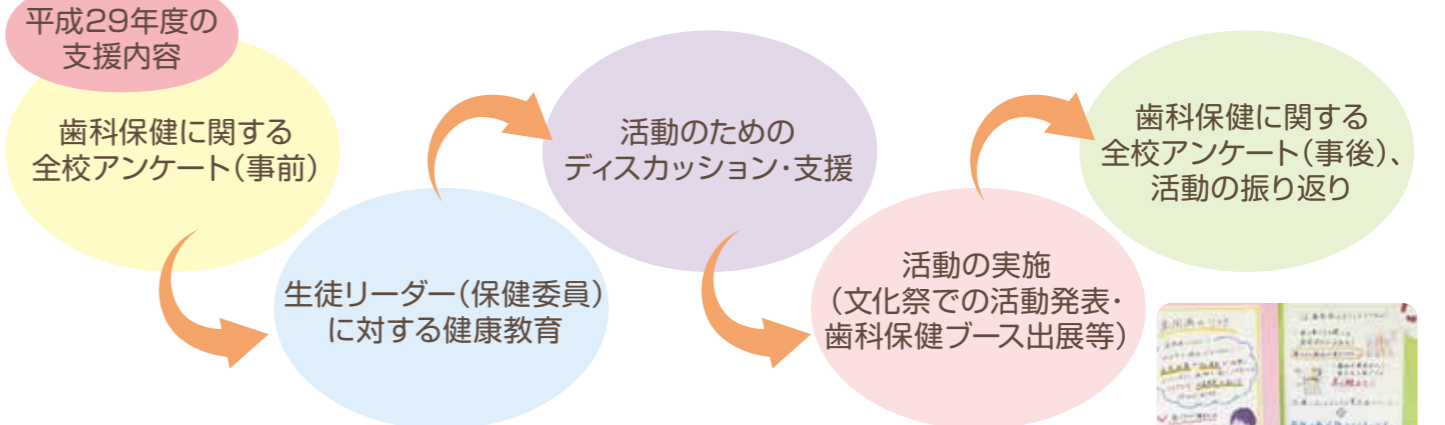 平成29年度の
支援内容
歯科保健に関する
全校アンケート(事前)
生徒リーダー(保健委員)
に対する健康教育
活動のための
ディスカッション・支援
活動の実施
(文化祭での活動発表・
歯科保健ブース出展等)
歯科保健に関する
全校アンケート(事後)、
活動の振り返り